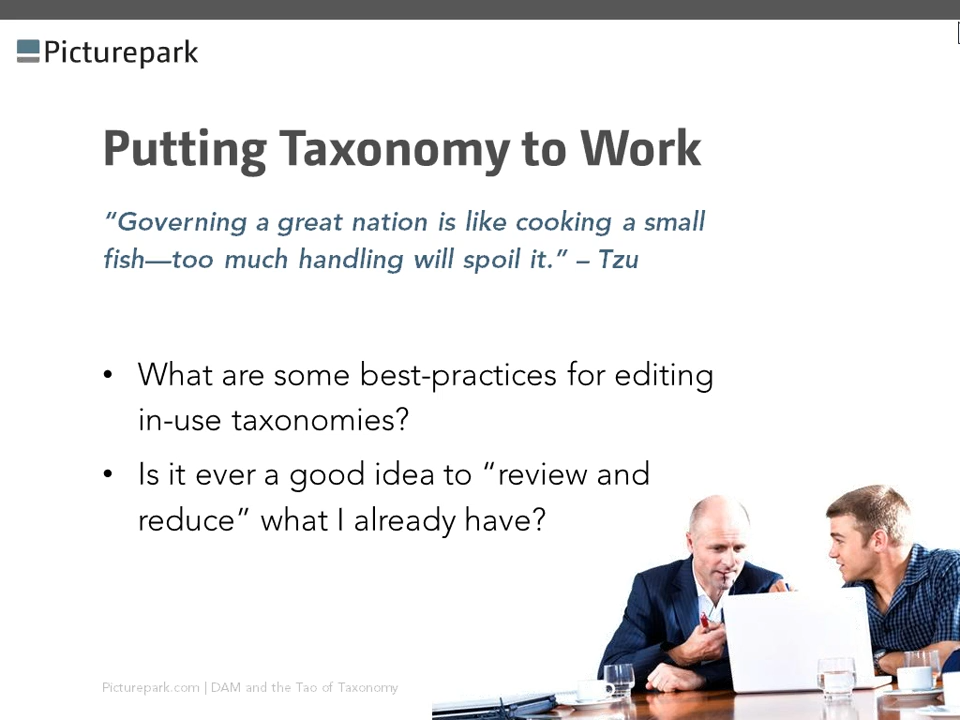 Picturepark
Putting Taxonomy to Work
“Governing a great nation is like cooking a small
fish—too much handling will spoil it.” – Tzu
• What are some best-practices for editing
in-use taxonomies?
• Is it ever a good idea to “review and
reduce” what I already have?
Picturepark.com | DAM and the Tao of Taxonomy